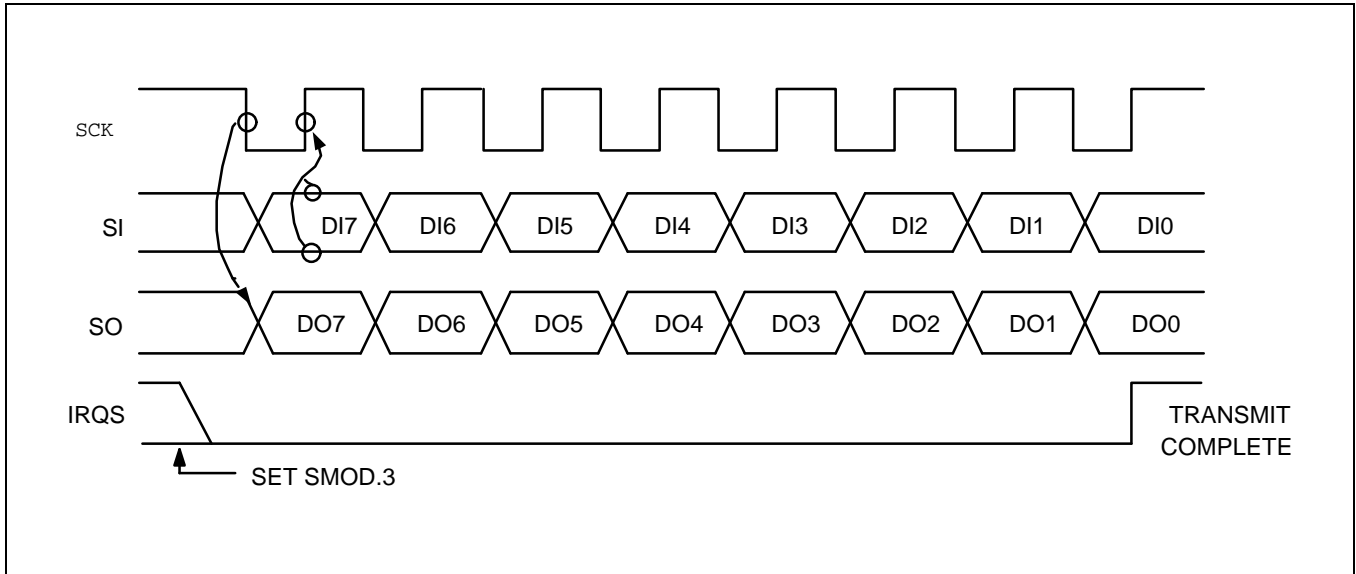 SCK
SI DI7 DI6 DI5 DI4 DI3 DI2 DI1 DI0
SO DO7 DO6 DO5 DO4 DO3 DO2 DO1 DO0
IRQS
TRANSMIT
COMPLETE
SET SMOD.3